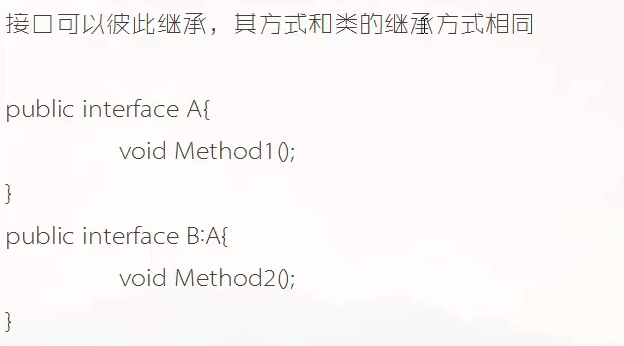 接口可以彼此继承，其方式和类的继承方式相同
public interface A{
void Method1();
}
public interface B:A{
void Method2();
}